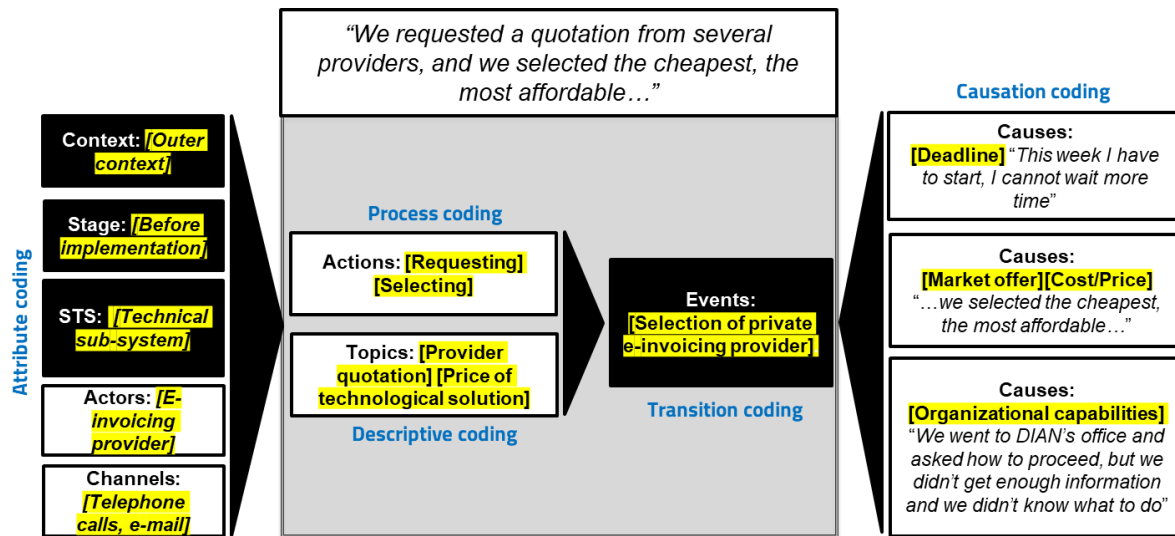 “We requested a quotation from several
providers, and we selected the cheapest, the
most affordable…”
Attribute coding
Context: [Outer
context]
Stage: [Before
implementation]
STS: [Technical
sub-system]
Actors: [E-
invoicing
provider]
Channels:
[Telephone
calls, e-mail]
Process coding
Actions: [Requesting]
[Selecting]
Topics: [Provider
quotation] [Price of
technological solution]
Descriptive coding
Events:
[Selection of private
e-invoicing provider]
Transition coding
Causation coding
Causes:
[Deadline] “This week I have
to start, I cannot wait more
time”
Causes:
[Market offer][Cost/Price]
“…we selected the cheapest,
the most affordable…”
Causes:
[Organizational capabilities]
“We went to DIAN’s office and
asked how to proceed, but we
didn’t get enough information
and we didn’t know what to do”